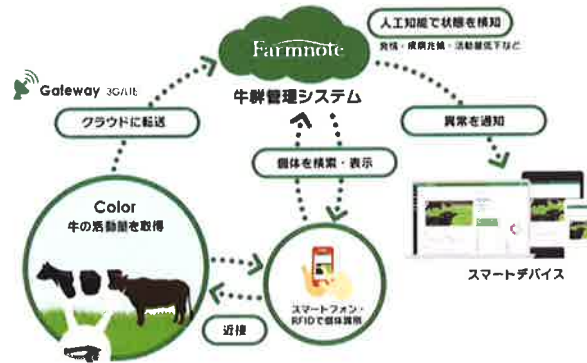 人工知能で状態を検知
発情・疾病兆候・活動量低下など
Farmnote
牛群管理システム
Gateway 3G/LTE
クラウドに転送
異常を通知
個体を検索・表示
Color
牛の活動量を取得
スマートデバイス
スマートフォン・
RFIDで個体識別
近接